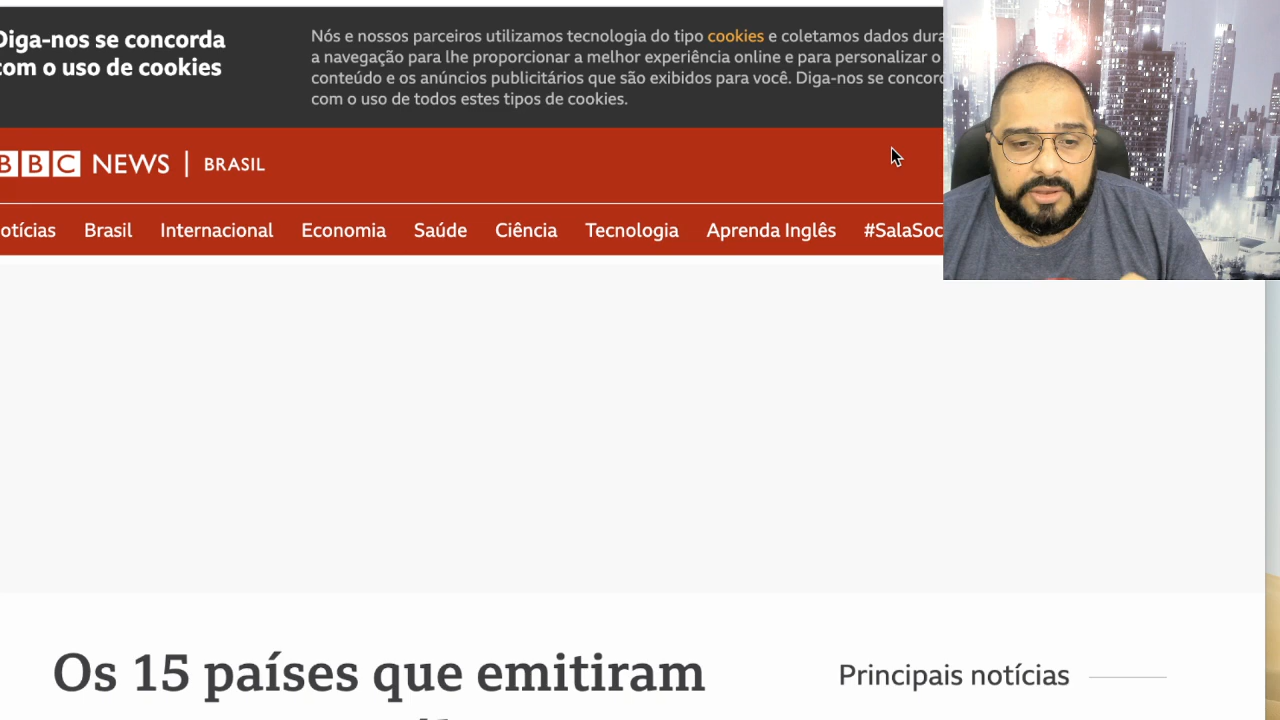 Diga-nos se concorda
com o uso de cookies
Nós e nossos parceiros utilizamos tecnologia do tipo cookies e coletamos dados dura
a navegação para lhe proporcionar a melhor experiência online e para personalizar o
conteúdo e os anúncios publicitários que são exibidos para você. Diga-nos se concord
com o uso de todos estes tipos de cookies.
BBC NEWS | BRASIL
otícias Brasil Internacional Economia Saúde Ciência Tecnologia Aprenda Inglês #SalaSoc
Os 15 países que emitiram
Principais notícias